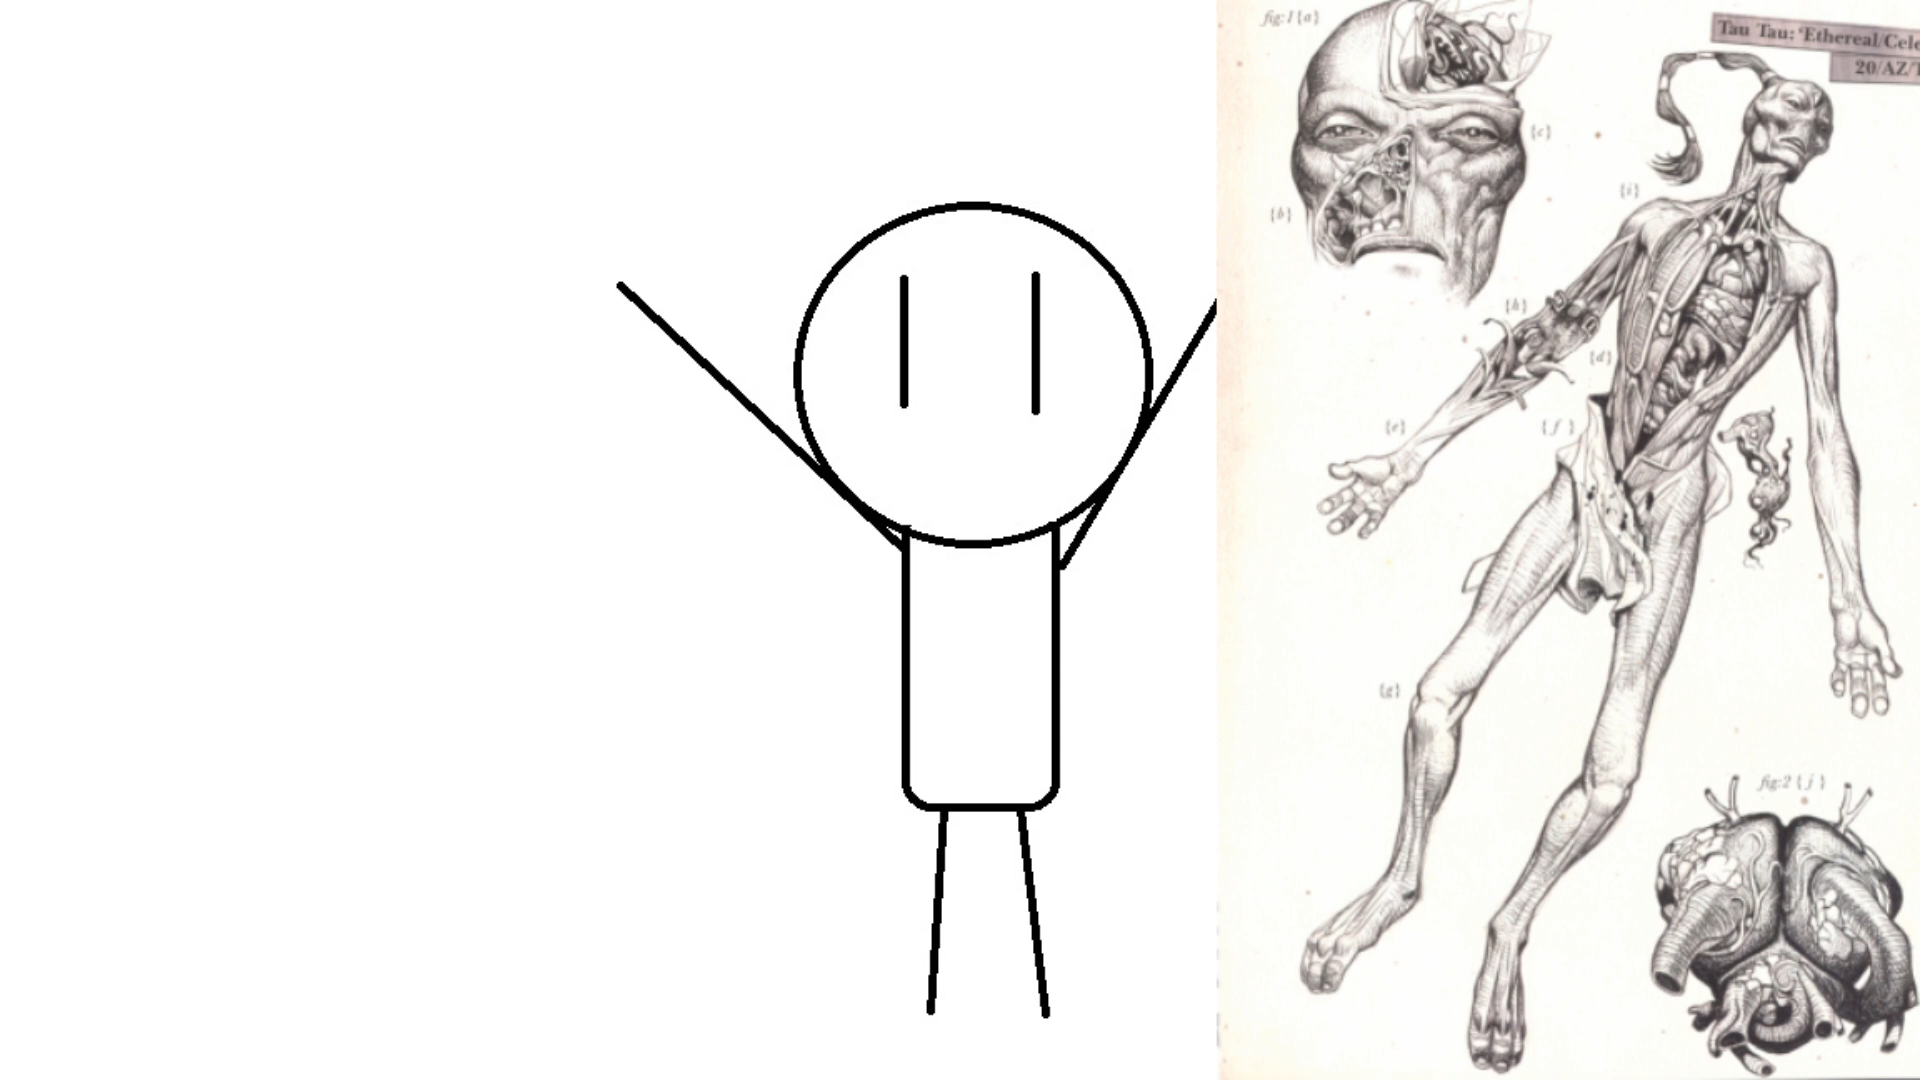 fig:1{a}
Tau Tau: 'Ethereal/Cele
20/AZ/T
{c}
{i}
{b}
{h}
{d}
{e}
{f}
{g}
fig:2{j}